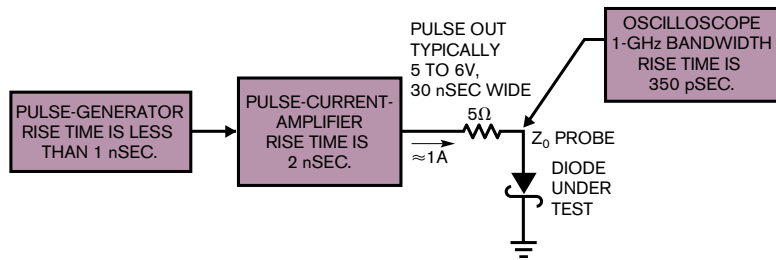 PULSE-GENERATOR
RISE TIME IS LESS
THAN 1 nSEC.
PULSE-CURRENT-
AMPLIFIER
RISE TIME IS
2 nSEC.
PULSE OUT
TYPICALLY
5 TO 6V,
30 nSEC WIDE
5Ω
≈1A
OSCILLOSCOPE
1-GHz BANDWIDTH
RISE TIME IS
350 pSEC.
Z₀ PROBE
DIODE
UNDER
TEST